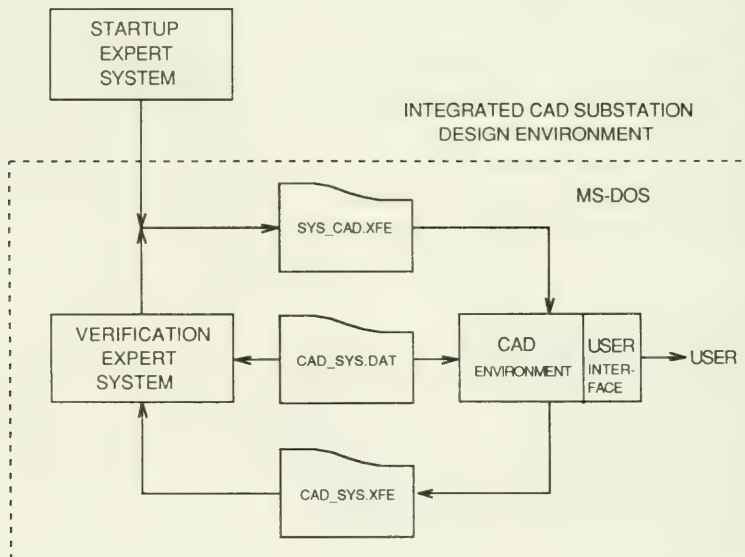 STARTUP
EXPERT
SYSTEM
INTEGRATED CAD SUBSTATION
DESIGN ENVIRONMENT
MS-DOS
SYS_CAD.XFE
VERIFICATION
EXPERT
SYSTEM
CAD_SYS.DAT
CAD
ENVIRONMENT
USER
INTER-
FACE
USER
CAD_SYS.XFE